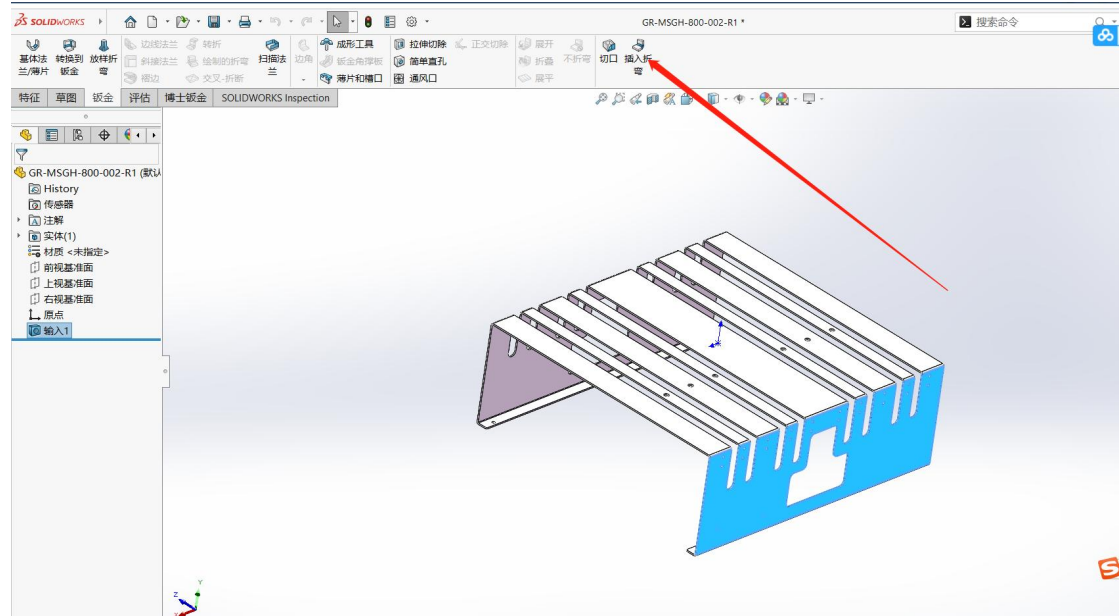 SOLIDWORKS
GR-MSGH-800-002-R1 *
搜索命令
基体法兰/薄片
转换到钣金
放样折弯
边线法兰
转折
斜接法兰
绘制的折弯
褶边
交叉-折断
扫描法兰
边角
成形工具
钣金角撑板
薄片和槽口
拉伸切除
正交切除
简单直孔
通风口
展开
折叠
展平
不折弯
切口
插入折弯
特征 草图 钣金 评估 博士钣金 SOLIDWORKS Inspection
GR-MSGH-800-002-R1 (默认
History
传感器
注解
实体(1)
材质 <未指定>
前视基准面
上视基准面
右视基准面
原点
输入1
Y
Z
X